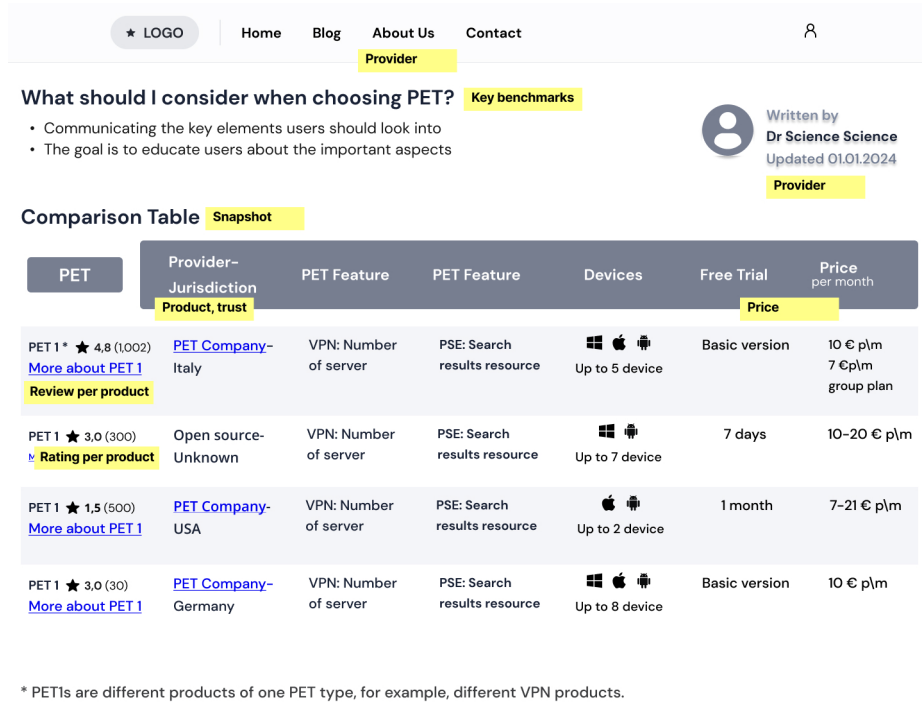 ★ LOGO
Home
Blog
About Us
Contact
Provider
What should I consider when choosing PET?
Key benchmarks
• Communicating the key elements users should look into
• The goal is to educate users about the important aspects
Written by
Dr Science Science
Updated 01.01.2024
Provider
Comparison Table
Snapshot
PET
Provider-
Jurisdiction
PET Feature
PET Feature
Devices
Free Trial
Price
per month
Product, trust
Price
PET 1 * ★ 4,8 (1,002)
More about PET 1
Review per product
PET Company-
Italy
VPN: Number
of server
PSE: Search
results resource
Up to 5 device
Basic version
10 € p\m
7 €p\m
group plan
PET 1 ★ 3,0 (300)
Rating per product
Open source-
Unknown
VPN: Number
of server
PSE: Search
results resource
Up to 7 device
7 days
10-20 € p\m
PET 1 ★ 1,5 (500)
More about PET 1
PET Company-
USA
VPN: Number
of server
PSE: Search
results resource
Up to 2 device
1 month
7-21 € p\m
PET 1 ★ 3,0 (30)
More about PET 1
PET Company-
Germany
VPN: Number
of server
PSE: Search
results resource
Up to 8 device
Basic version
10 € p\m
* PET1s are different products of one PET type, for example, different VPN products.